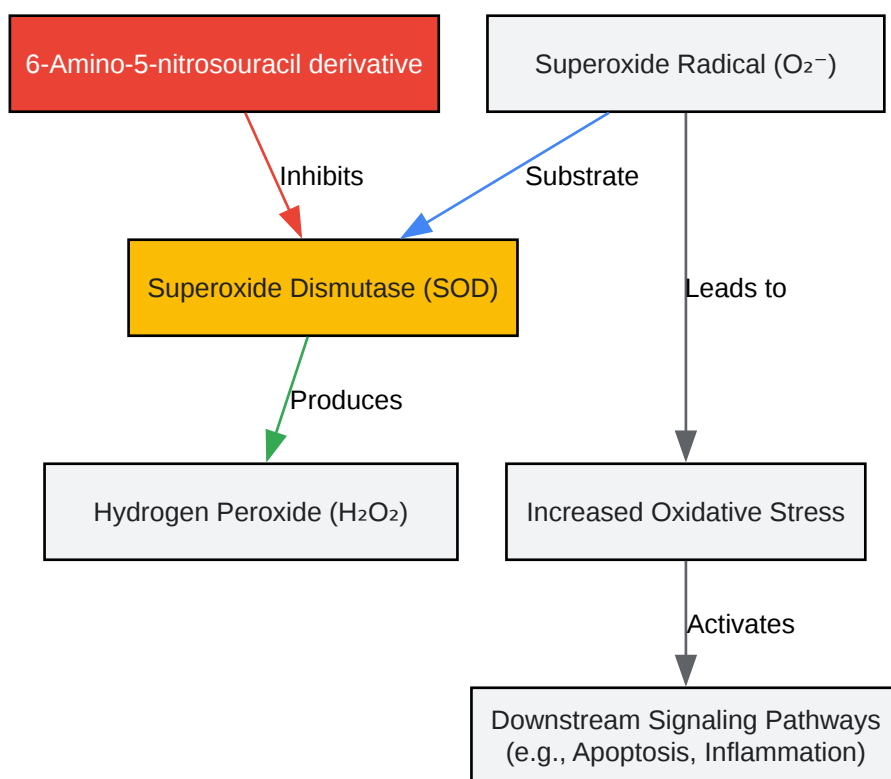 6-Amino-5-nitrosouracil derivative
Superoxide Radical (O₂⁻)
Inhibits
Substrate
Superoxide Dismutase (SOD)
Leads to
Produces
Hydrogen Peroxide (H₂O₂)
Increased Oxidative Stress
Activates
Downstream Signaling Pathways
(e.g., Apoptosis, Inflammation)